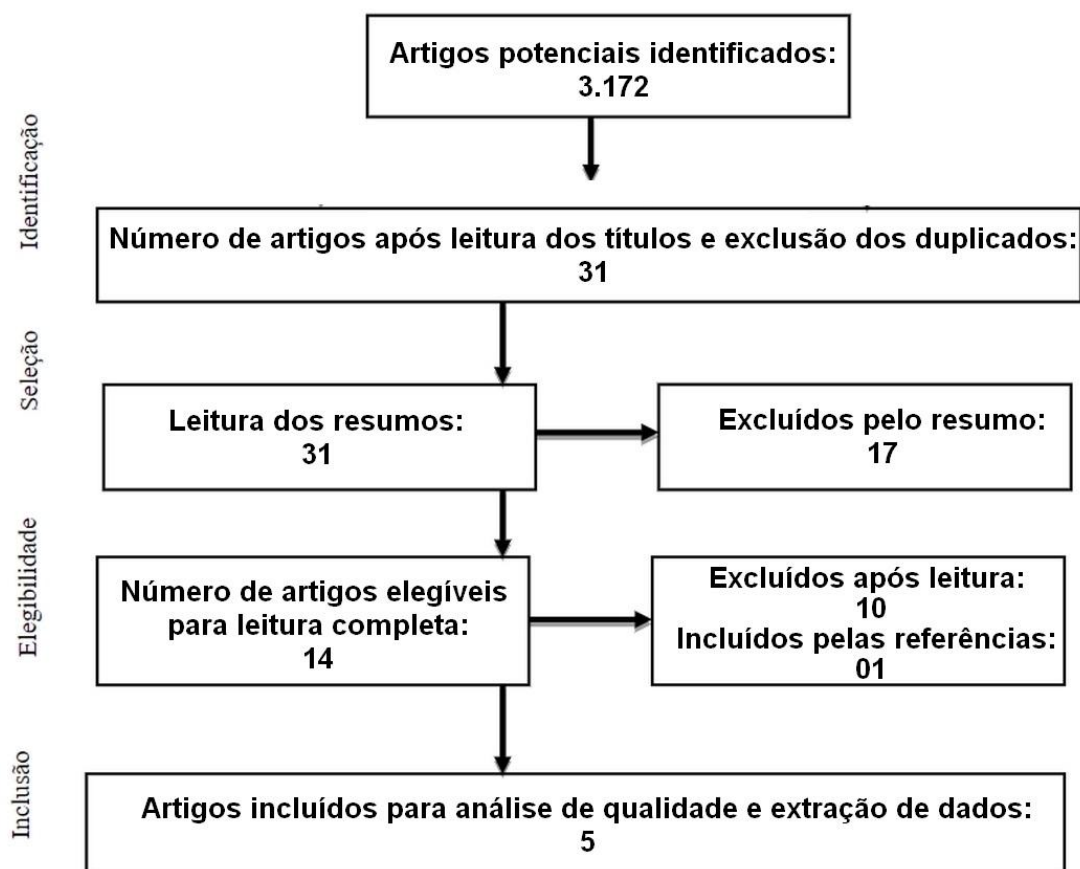 Identificação
Artigos potenciais identificados:
3.172
Número de artigos após leitura dos títulos e exclusão dos duplicados:
31
Seleção
Leitura dos resumos:
31
Excluídos pelo resumo:
17
Elegibilidade
Número de artigos elegíveis
para leitura completa:
14
Excluídos após leitura:
10
Incluídos pelas referências:
01
Inclusão
Artigos incluídos para análise de qualidade e extração de dados:
5